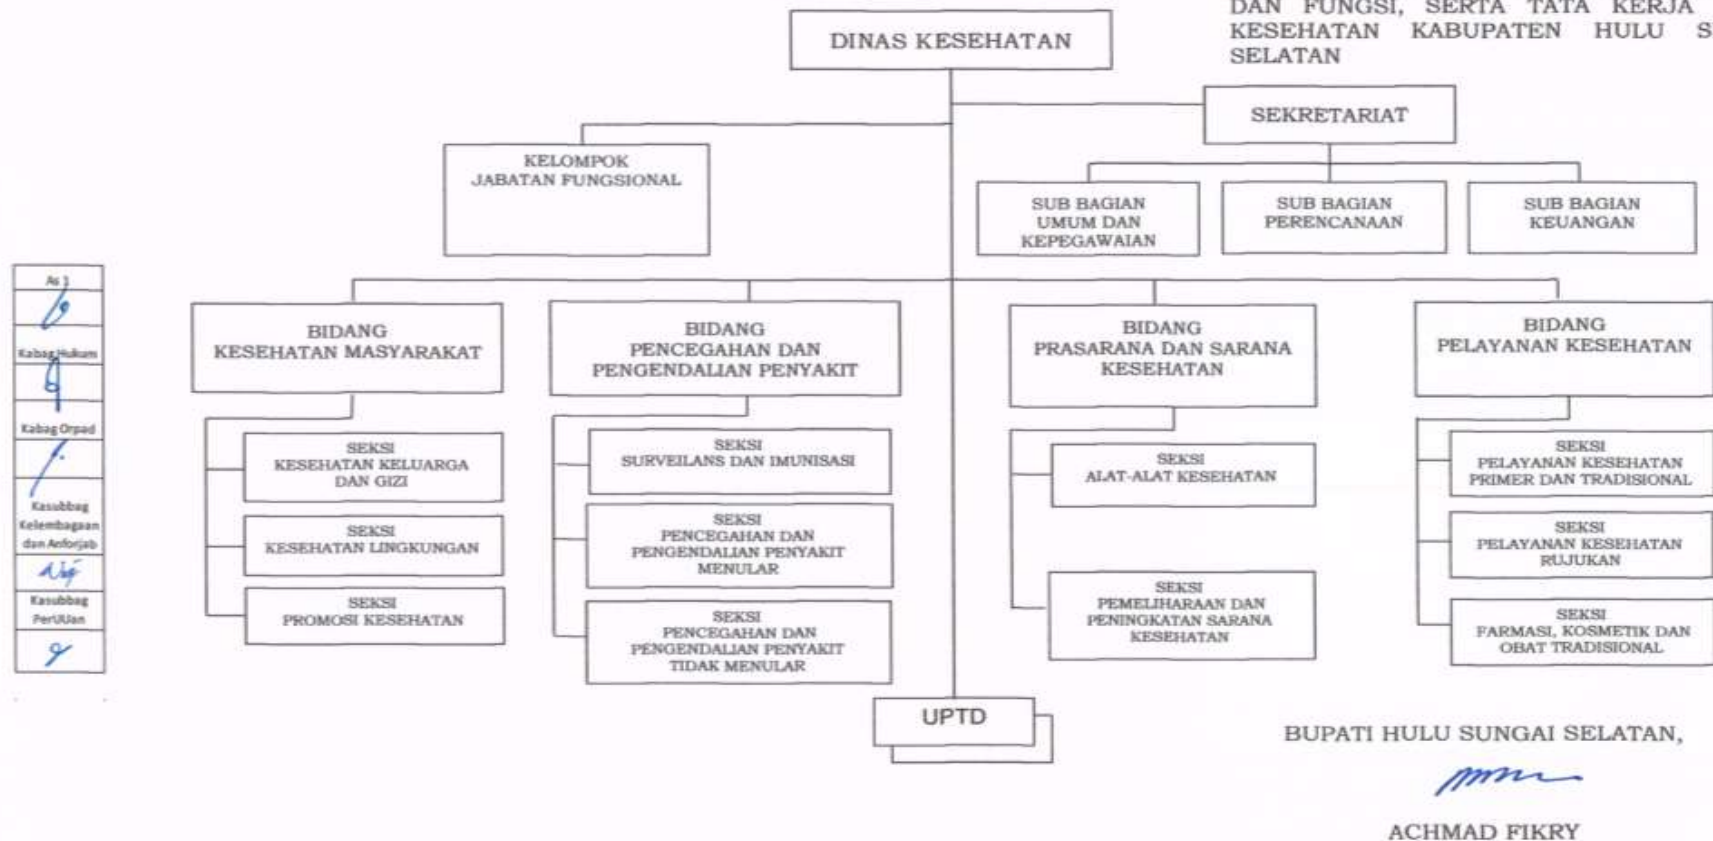 DAN FUNGSI, SERTA TATA KERJA
KESEHATAN KABUPATEN HULU S
SELATAN
DINAS KESEHATAN
SEKRETARIAT
KELOMPOK
JABATAN FUNGSIONAL
SUB BAGIAN
UMUM DAN
KEPEGAWAIAN
SUB BAGIAN
PERENCANAAN
SUB BAGIAN
KEUANGAN
As 1
Kabag Hukum
Kabag Orpad
Kasubbag
Kelembagaan
dan Anforjab
Kasubbag
PerUUan
BIDANG
KESEHATAN MASYARAKAT
SEKSI
KESEHATAN KELUARGA
DAN GIZI
SEKSI
KESEHATAN LINGKUNGAN
SEKSI
PROMOSI KESEHATAN
BIDANG
PENCEGAHAN DAN
PENGENDALIAN PENYAKIT
SEKSI
SURVEILANS DAN IMUNISASI
SEKSI
PENCEGAHAN DAN
PENGENDALIAN PENYAKIT
MENULAR
SEKSI
PENCEGAHAN DAN
PENGENDALIAN PENYAKIT
TIDAK MENULAR
BIDANG
PRASARANA DAN SARANA
KESEHATAN
SEKSI
ALAT-ALAT KESEHATAN
SEKSI
PEMELIHARAAN DAN
PENINGKATAN SARANA
KESEHATAN
BIDANG
PELAYANAN KESEHATAN
SEKSI
PELAYANAN KESEHATAN
PRIMER DAN TRADISIONAL
SEKSI
PELAYANAN KESEHATAN
RUJUKAN
SEKSI
FARMASI, KOSMETIK DAN
OBAT TRADISIONAL
UPTD
BUPATI HULU SUNGAI SELATAN,
ACHMAD FIKRY